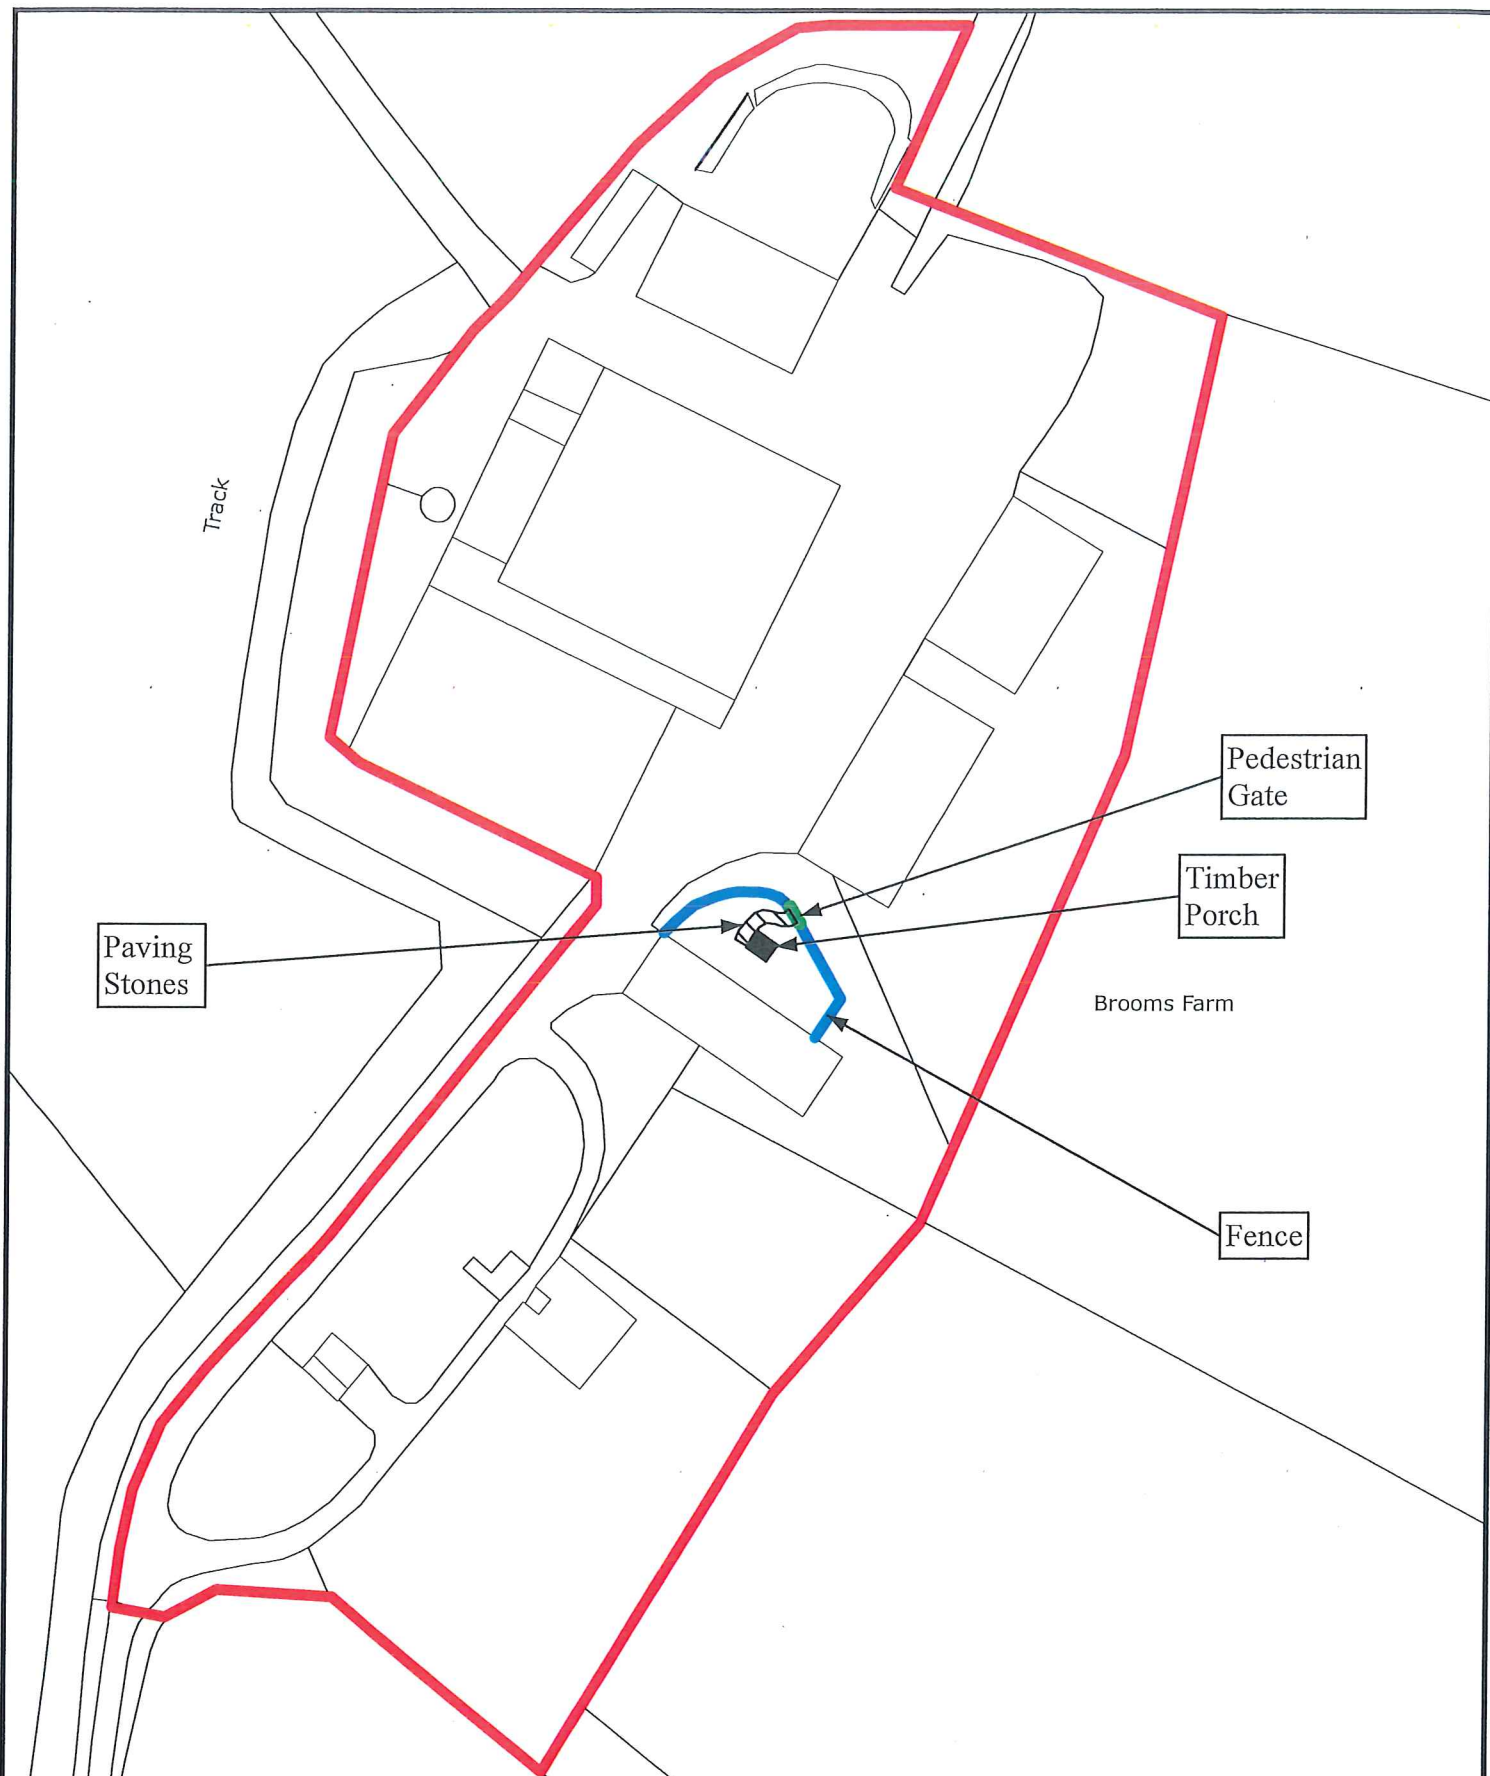 Track
Pedestrian
Gate
Timber
Porch
Paving
Stones
Brooms Farm
Fence